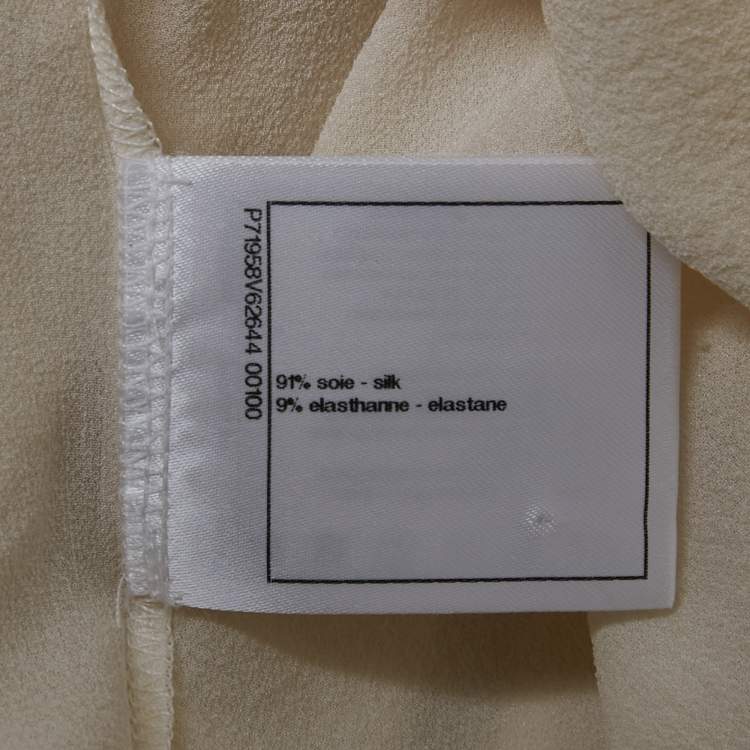 P71958V62644 00100
91% soie - silk
9% elasthanne - elastane